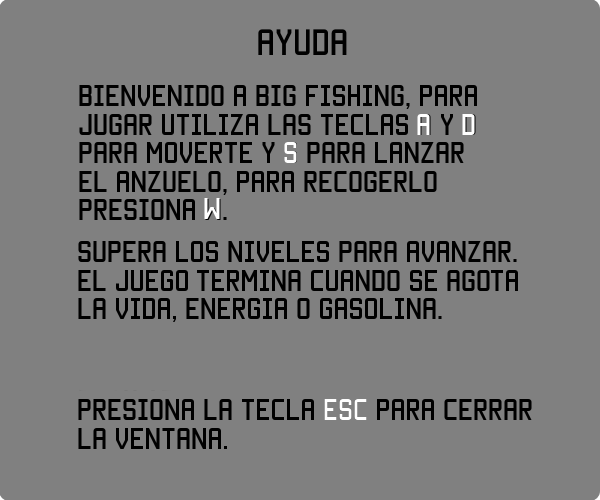 AYUDA
BIENVENIDO A BIG FISHING, PARA
JUGAR UTILIZA LAS TECLAS A Y D
PARA MOVERTE Y S PARA LANZAR
EL ANZUELO, PARA RECOGERLO
PRESIONA W.
SUPERA LOS NIVELES PARA AVANZAR.
EL JUEGO TERMINA CUANDO SE AGOTA
LA VIDA, ENERGIA O GASOLINA.
PRESIONA LA TECLA ESC PARA CERRAR
LA VENTANA.